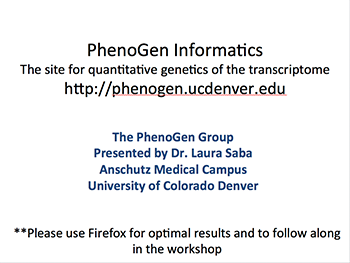 PhenoGen Informatics
The site for quantitative genetics of the transcriptome
http://phenogen.ucdenver.edu
The PhenoGen Group
Presented by Dr. Laura Saba
Anschutz Medical Campus
University of Colorado Denver
**Please use Firefox for optimal results and to follow along
in the workshop